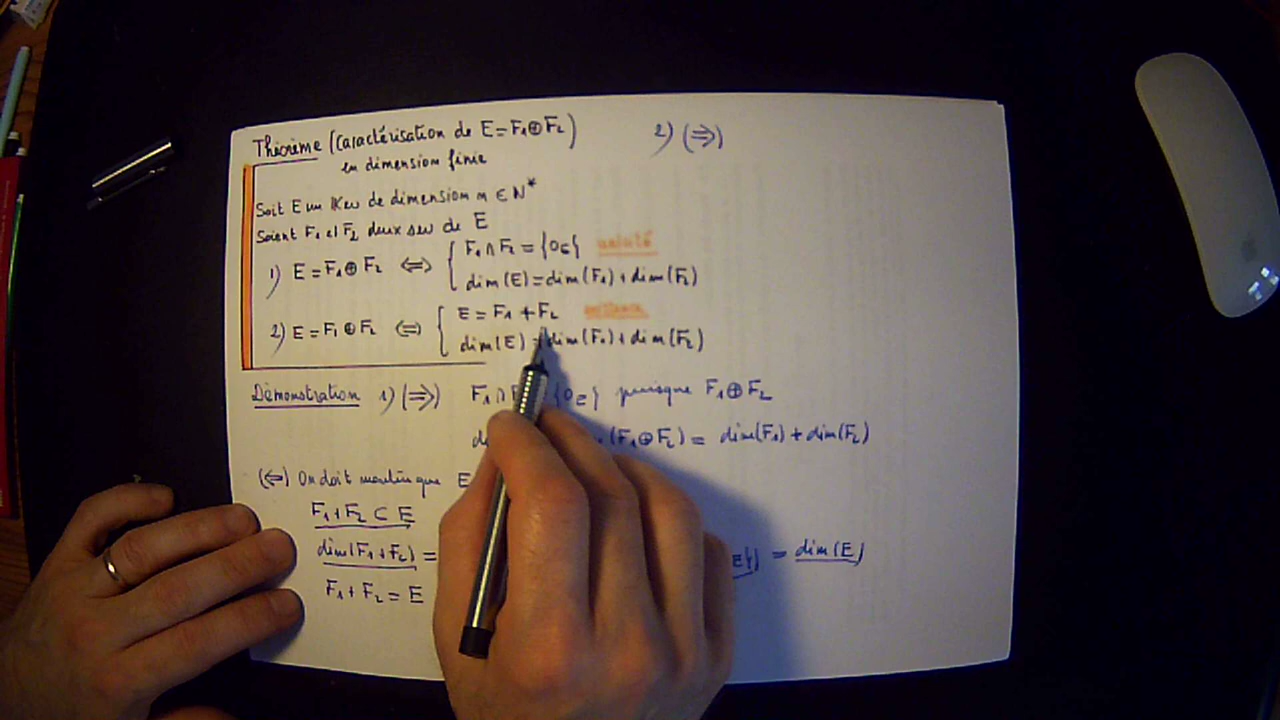 Théorème (Caractérisation de E=F₁⊕F₂)
en dimension finie
Soit E un Kev de dimension n ∈ N*
Soient F₁ et F₂ deux sev de E
1) E = F₁⊕F₂ ⇔ { F₁∩F₂ = {0E} unicité
dim(E)=dim(F₁)+dim(F₂)
2) E = F₁⊕F₂ ⇔ { E = F₁+F₂ existence
dim(E)=dim(F₁)+dim(F₂)
Démonstration 1) (⇒) F₁∩ {0E} puisque F₁⊕F₂
(F₁⊕F₂) = dim(F₁)+dim(F₂)
(⇐) On doit montrer que E
F₁+F₂ ⊂ E
dim(F₁+F₂) = E}) = dim(E)
F₁+F₂ = E
2) (⇒)